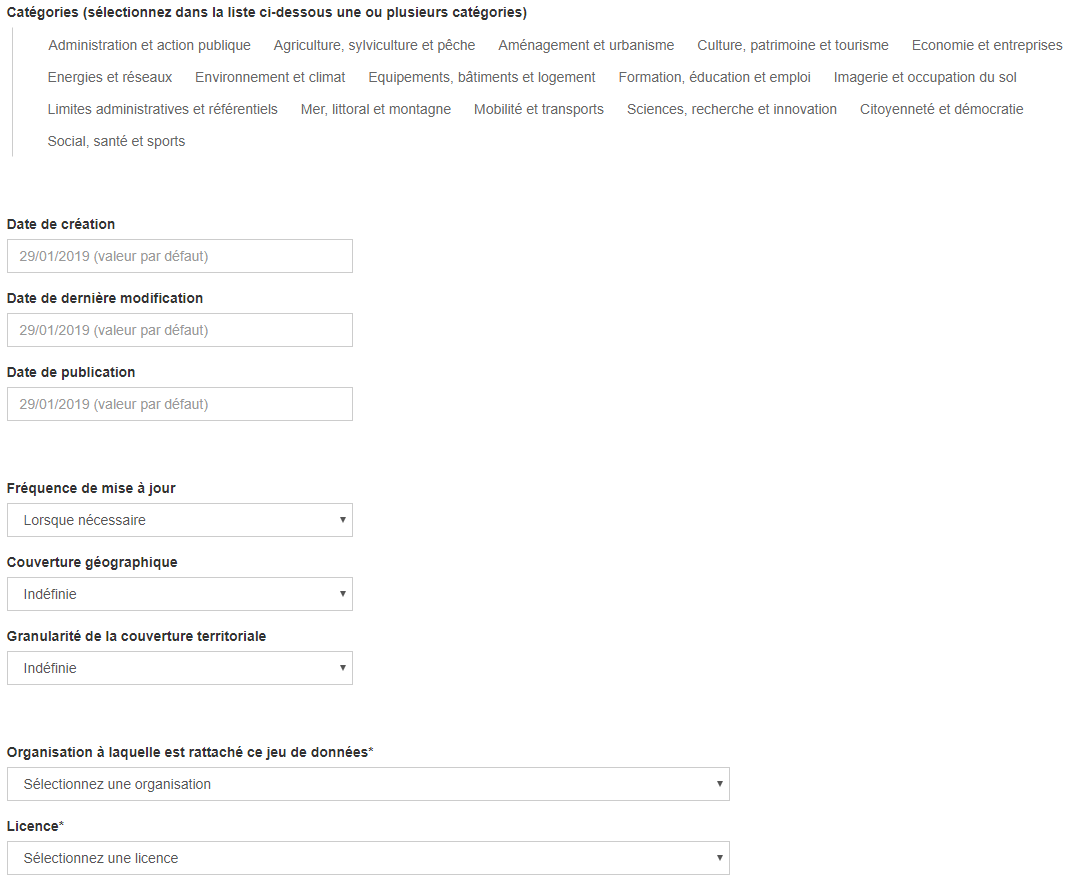 Catégories (sélectionnez dans la liste ci-dessous une ou plusieurs catégories)
Administration et action publique Agriculture, sylviculture et pêche Aménagement et urbanisme Culture, patrimoine et tourisme Economie et entreprises
Energies et réseaux Environnement et climat Equipements, bâtiments et logement Formation, éducation et emploi Imagerie et occupation du sol
Limites administratives et référentiels Mer, littoral et montagne Mobilité et transports Sciences, recherche et innovation Citoyenneté et démocratie
Social, santé et sports
Date de création
29/01/2019 (valeur par défaut)
Date de dernière modification
29/01/2019 (valeur par défaut)
Date de publication
29/01/2019 (valeur par défaut)
Fréquence de mise à jour
Lorsque nécessaire
Couverture géographique
Indéfinie
Granularité de la couverture territoriale
Indéfinie
Organisation à laquelle est rattaché ce jeu de données*
Sélectionnez une organisation
Licence*
Sélectionnez une licence